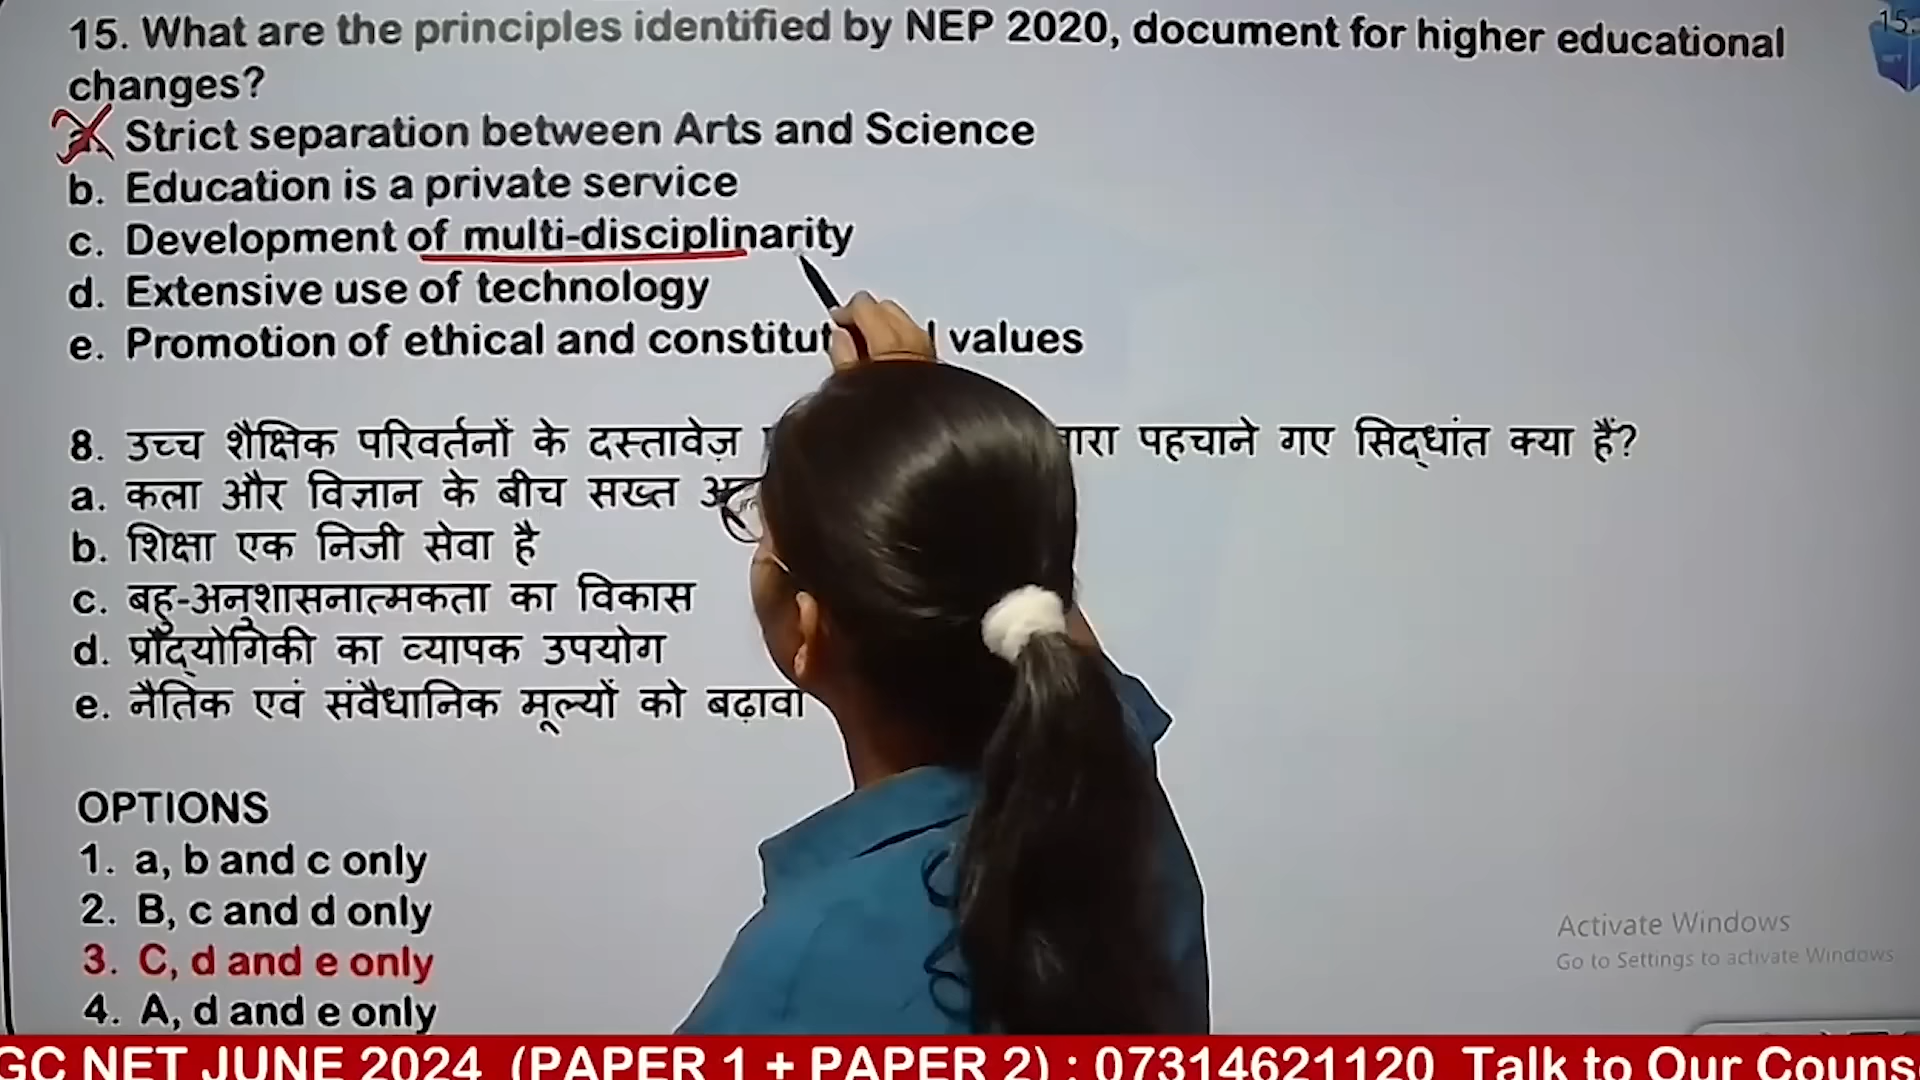 15. What are the principles identified by NEP 2020, document for higher educational
changes?
a. Strict separation between Arts and Science
b. Education is a private service
c. Development of multi-disciplinarity
d. Extensive use of technology
e. Promotion of ethical and values
8. उच्च शैक्षिक परिवर्तनों के दस्तावेज़ पहचाने गए सिद्धांत क्या हैं?
a. कला और विज्ञान के बीच सख्त
b. शिक्षा एक निजी सेवा है
c. बहु-अनुशासनात्मकता का विकास
d. प्रौद्योगिकी का व्यापक उपयोग
e. नैतिक एवं संवैधानिक मूल्यों को बढ़ावा
OPTIONS
1. a, b and c only
2. B, c and d only
3. C, d and e only
4. A, d and e only
Activate Windows
Go to Settings to activate Windows
GC NET JUNE 2024 (PAPER 1 + PAPER 2) : 07314621120 Talk to Our Couns